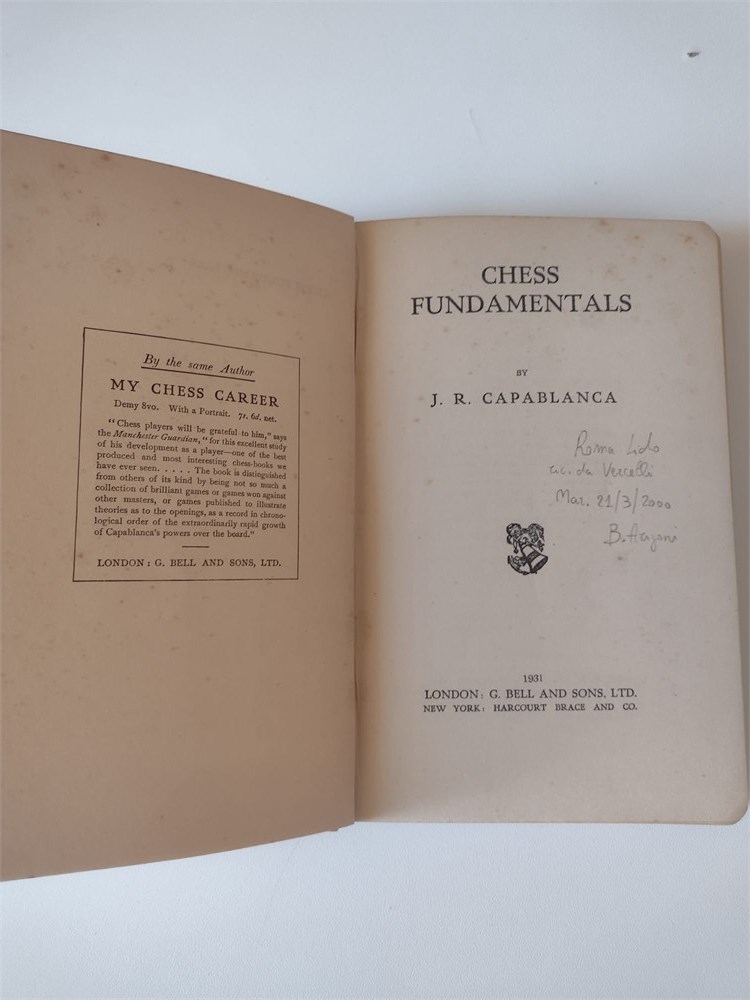 By the same Author
MY CHESS CAREER
Demy 8vo. With a Portrait. 7s. 6d. net.
"Chess players will be grateful to him," says
the Manchester Guardian, "for this excellent study
of his development as a player—one of the best
produced and most interesting chess-books we
have ever seen. . . . . The book is distinguished
from others of its kind by being not so much a
collection of brilliant games or games won against
other masters, or games published to illustrate
theories as to the openings, as a record in chrono-
logical order of the extraordinarily rapid growth
of Capablanca's powers over the board."
LONDON: G. BELL AND SONS, LTD.
CHESS
FUNDAMENTALS
BY
J. R. CAPABLANCA
Roma Lido
da Vercelli
Mar. 21/3/2000
B.
1931
LONDON: G. BELL AND SONS, LTD.
NEW YORK: HARCOURT BRACE AND CO.